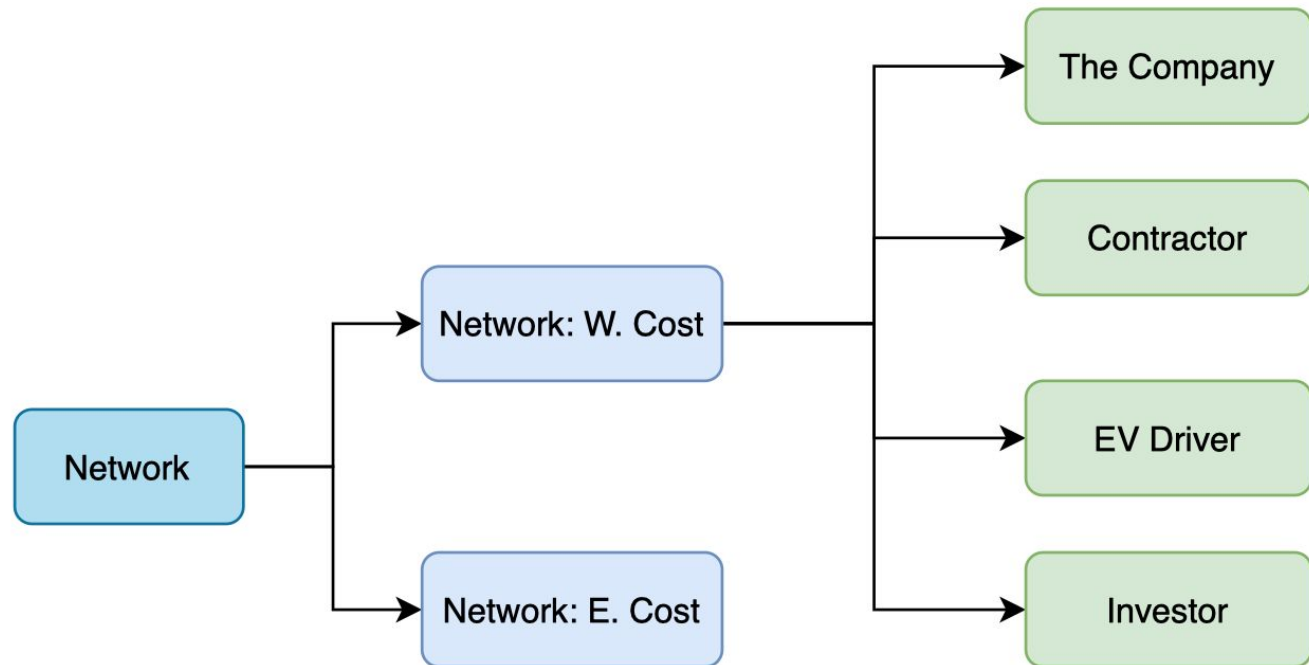 The Company
Contractor
Network: W. Cost
EV Driver
Network
Network: E. Cost
Investor